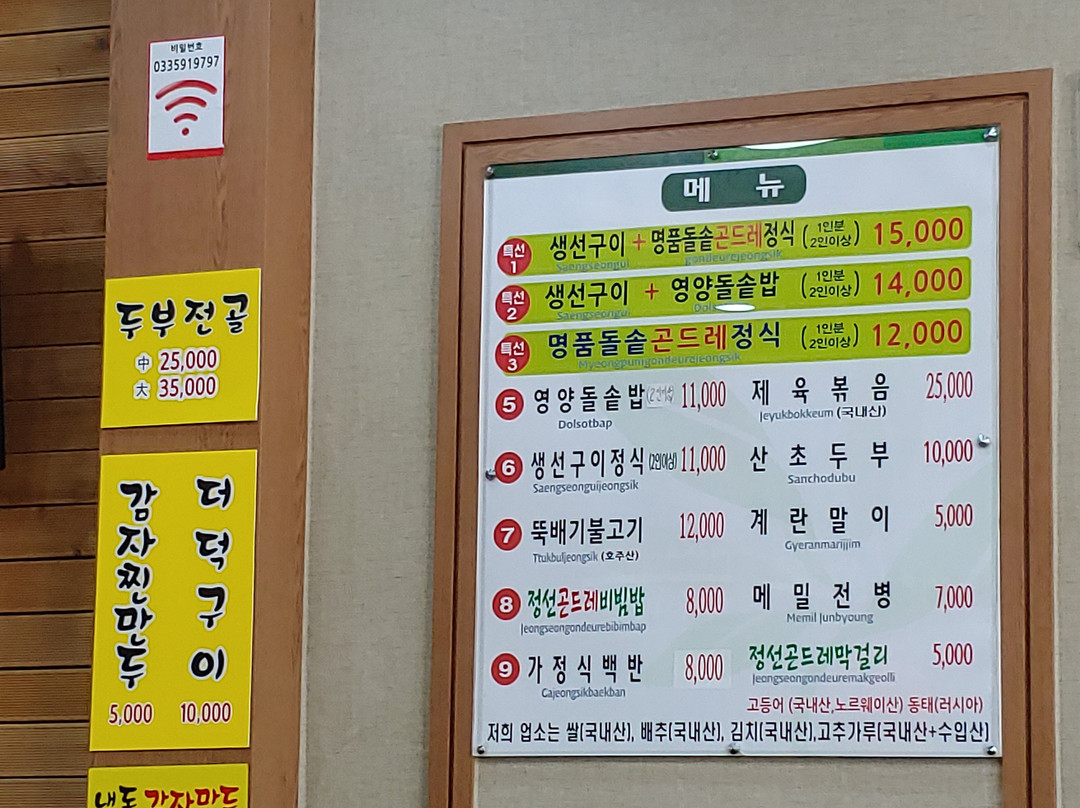 비밀번호
0335919797
두부전골
中 25,000
大 35,000
감자찐만두
5,000
더덕구이
10,000
감자만두
메 뉴
특선 1 생선구이 + 명품돌솥곤드레정식 (1인분 2인이상) 15,000
Saengseongui gondeurejeongsik
특선 2 생선구이 + 영양돌솥밥 (1인분 2인이상) 14,000
Saengseongui
특선 3 명품돌솥곤드레정식 (1인분 2인이상) 12,000
5 영양돌솥밥 11,000
Dolsotbap
6 생선구이정식 (2인이상) 11,000
Saengseonguijeongsik
7 뚝배기불고기 12,000
Ttukbuljeongsik (호주산)
8 정선곤드레비빔밥 8,000
Jeongseongondeurebibimbap
9 가정식백반 8,000
Gajeongsikbaekban
제육볶음 25,000
Jeyukbokkeum (국내산)
산초두부 10,000
Sanchodubu
계란말이 5,000
Gyeranmarijjim
메밀전병 7,000
Memil Junbyoung
정선곤드레막걸리 5,000
Jeongseongondeuremakgeolli
고등어 (국내산,노르웨이산) 동태(러시아)
저희 업소는 쌀(국내산), 배추(국내산), 김치(국내산),고추가루(국내산+수입산)